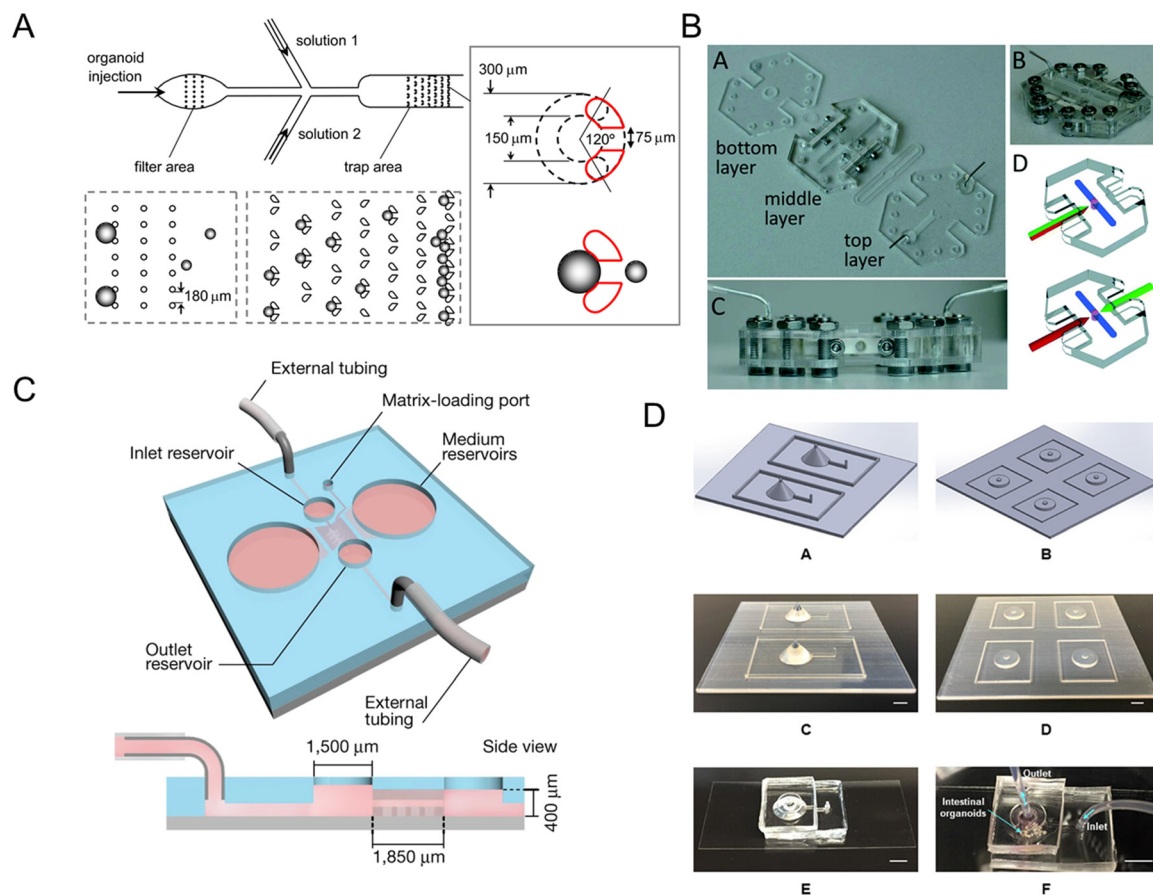 A
organoid
injection
solution 1
solution 2
filter area
trap area
180 μm
300 μm
150 μm
120°
75 μm
B
A
bottom
layer
middle
layer
top
layer
B
C
D
C
External tubing
Matrix-loading port
Inlet reservoir
Medium
reservoirs
Outlet
reservoir
External
tubing
1,500 μm
Side view
400 μm
1,850 μm
D
A
B
C
D
E
Outlet
Intestinal
organoids
Inlet
F